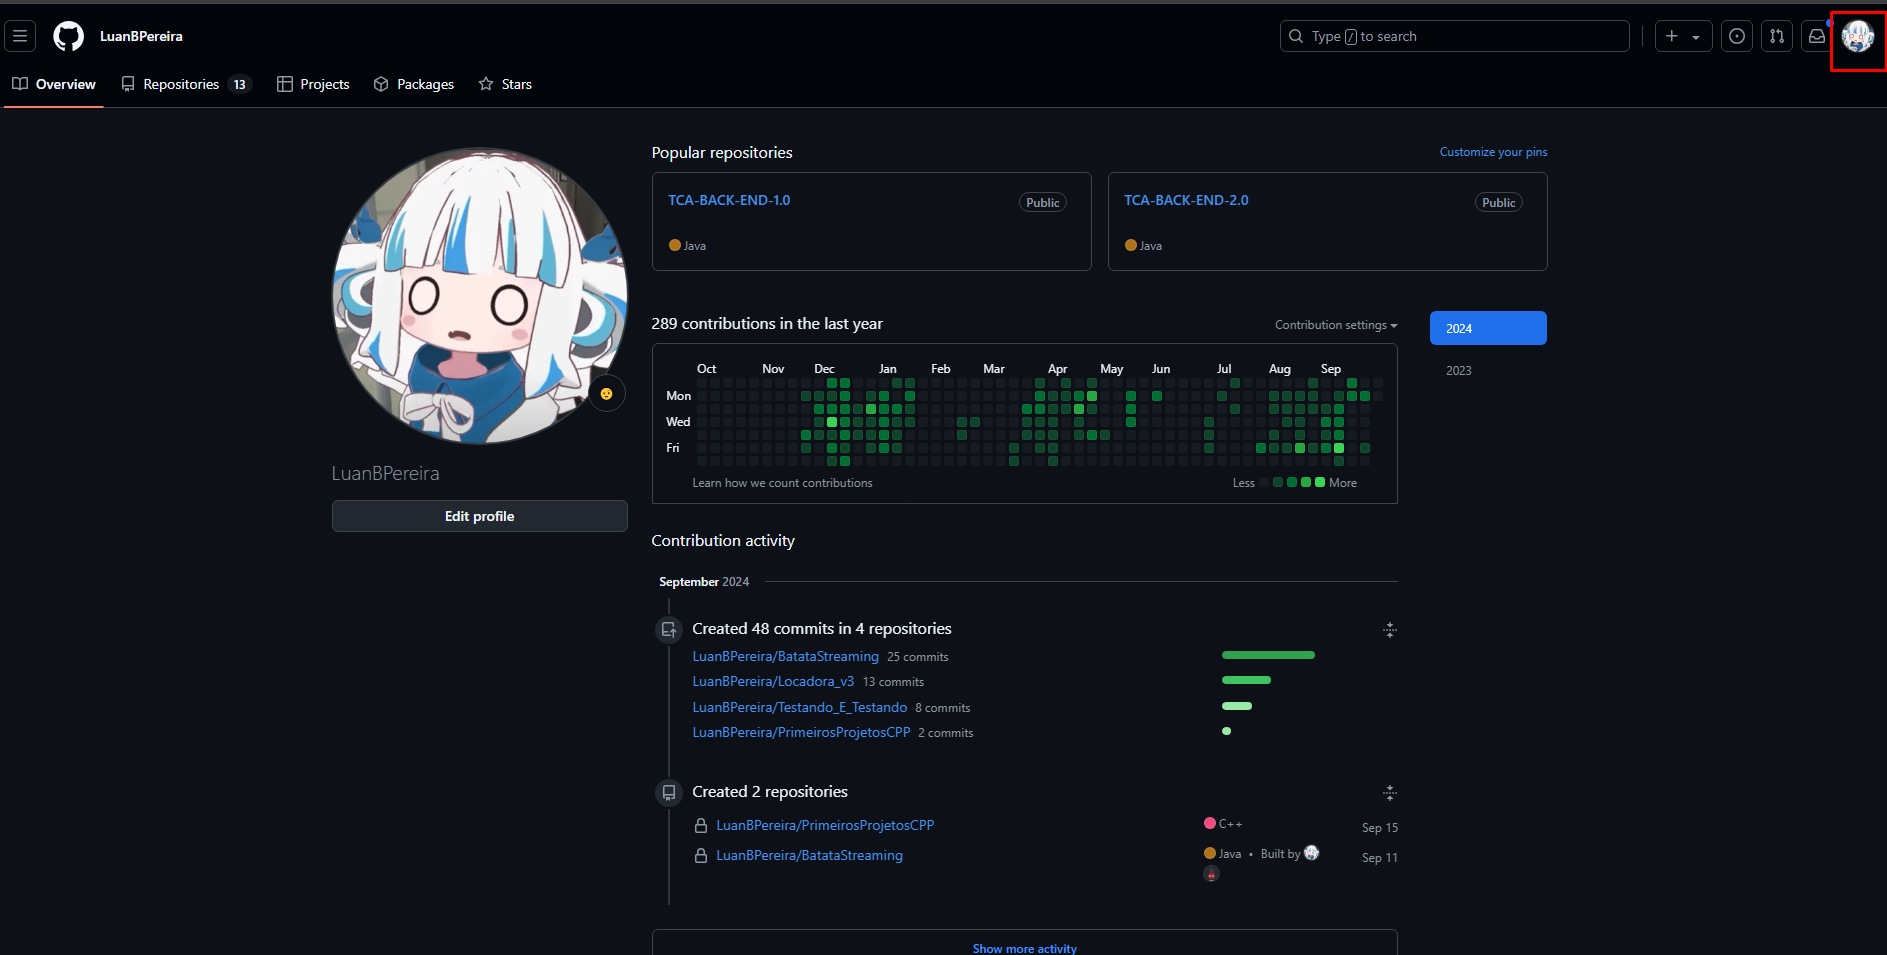 LuanBPereira
Type / to search
Overview
Repositories 13
Projects
Packages
Stars
Popular repositories
Customize your pins
TCA-BACK-END-1.0
Public
Java
TCA-BACK-END-2.0
Public
Java
LuanBPereira
Edit profile
289 contributions in the last year
Contribution settings
2024
2023
Oct Nov Dec Jan Feb Mar Apr May Jun Jul Aug Sep
Mon
Wed
Fri
Learn how we count contributions
Less More
Contribution activity
September 2024
Created 48 commits in 4 repositories
LuanBPereira/BatataStreaming 25 commits
LuanBPereira/Locadora_v3 13 commits
LuanBPereira/Testando_E_Testando 8 commits
LuanBPereira/PrimeirosProjetosCPP 2 commits
Created 2 repositories
LuanBPereira/PrimeirosProjetosCPP C++ Sep 15
LuanBPereira/BatataStreaming Java • Built by Sep 11
Show more activity